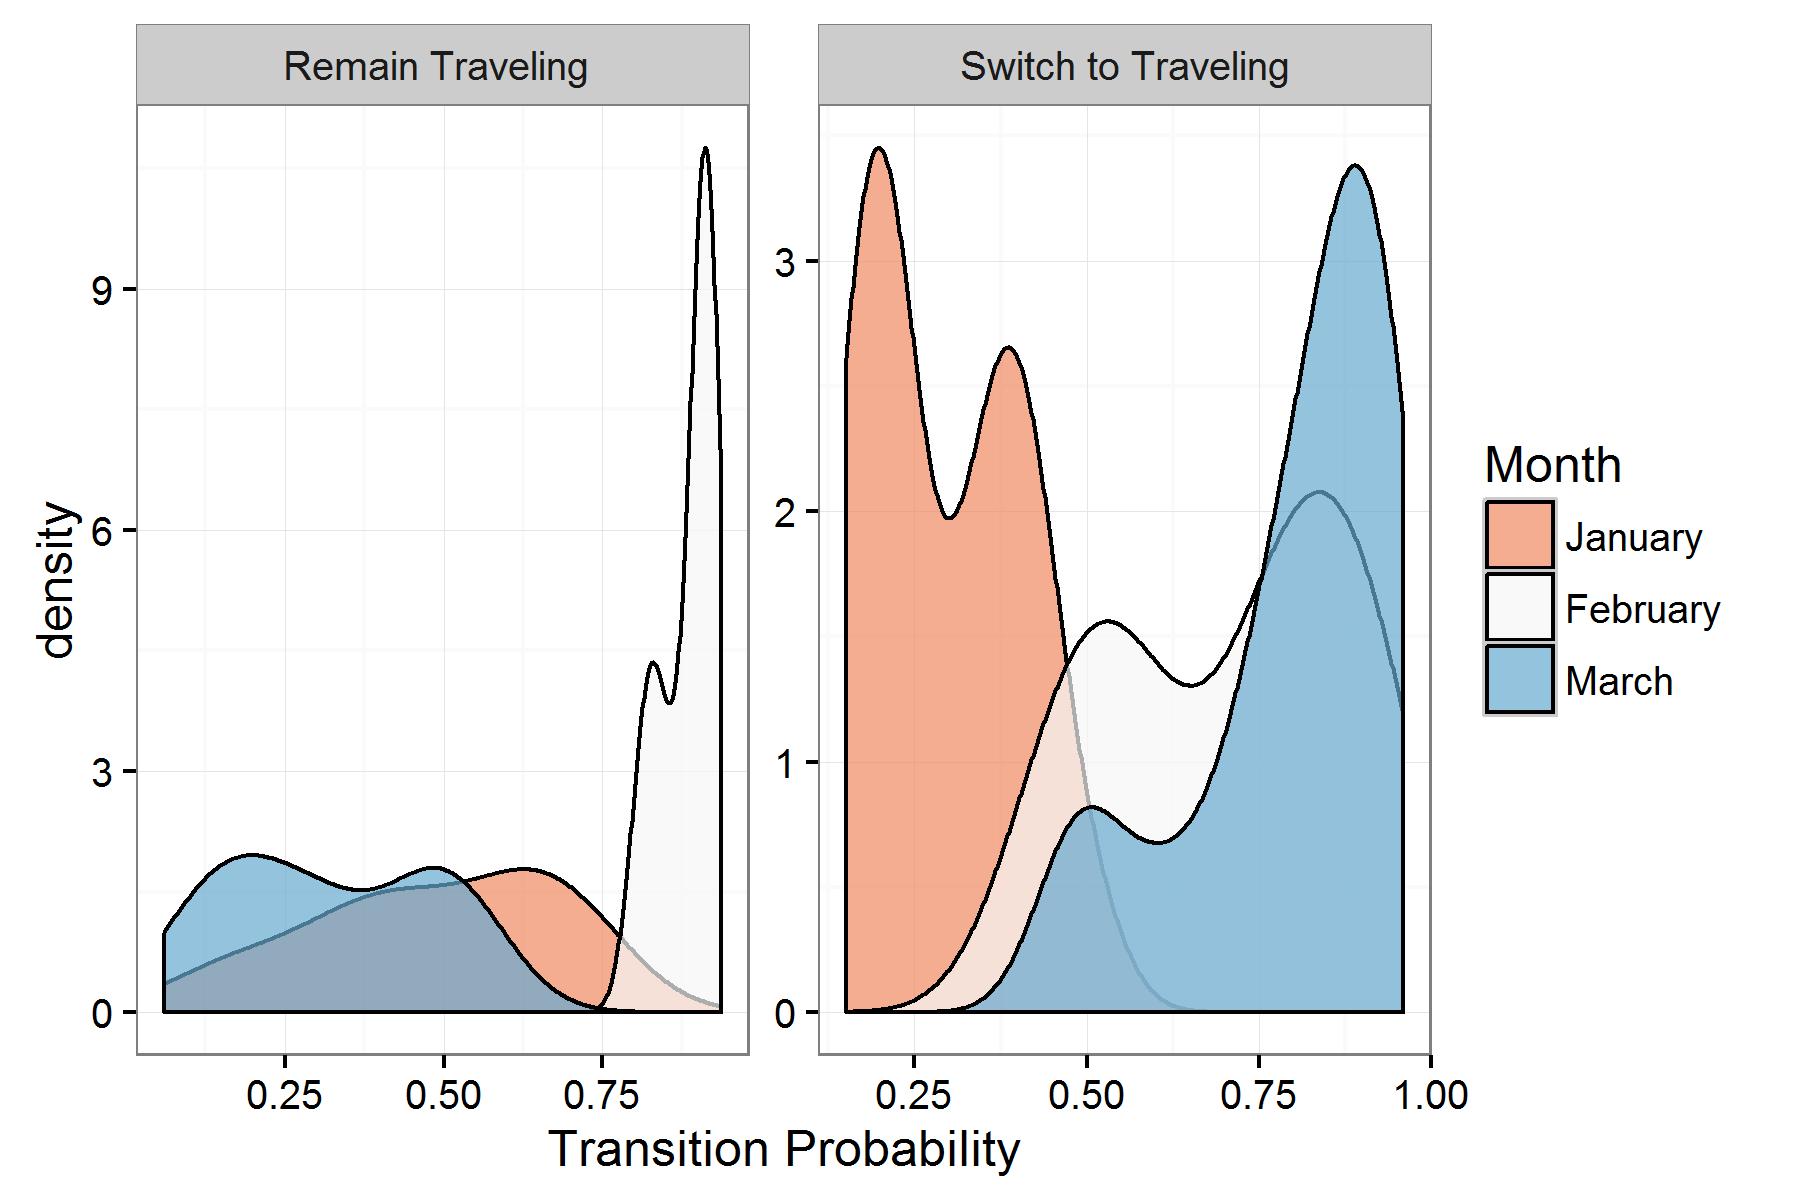 Remain Traveling
Switch to Traveling
density
9
6
3
0
3
2
1
0
0.25 0.50 0.75
0.25 0.50 0.75 1.00
Transition Probability
Month
January
February
March